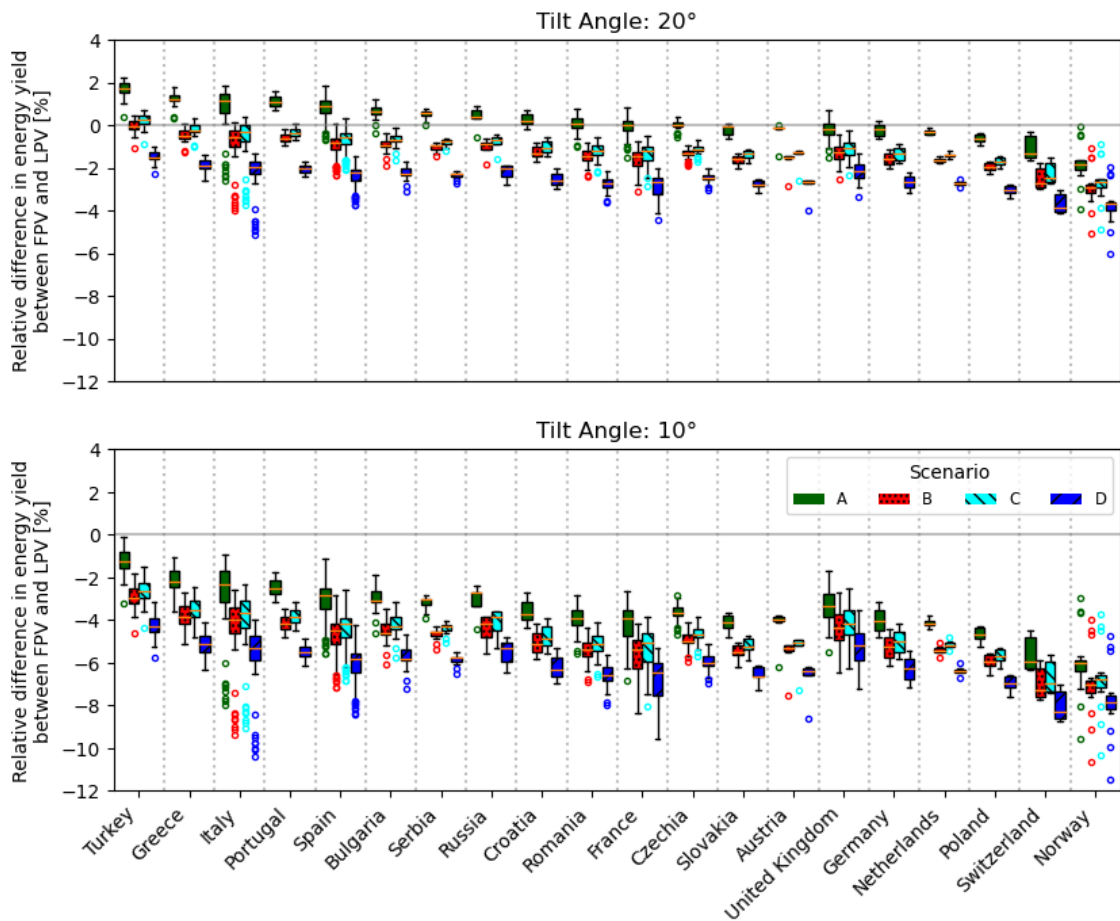 Tilt Angle: 20°
Relative difference in energy yield
between FPV and LPV [%]
4
2
0
−2
−4
−6
−8
−10
−12
Tilt Angle: 10°
Relative difference in energy yield
between FPV and LPV [%]
4
2
0
−2
−4
−6
−8
−10
−12
Scenario
A B C D
Turkey
Greece
Italy
Portugal
Spain
Bulgaria
Serbia
Russia
Croatia
Romania
France
Czechia
Slovakia
Austria
United Kingdom
Germany
Netherlands
Poland
Switzerland
Norway